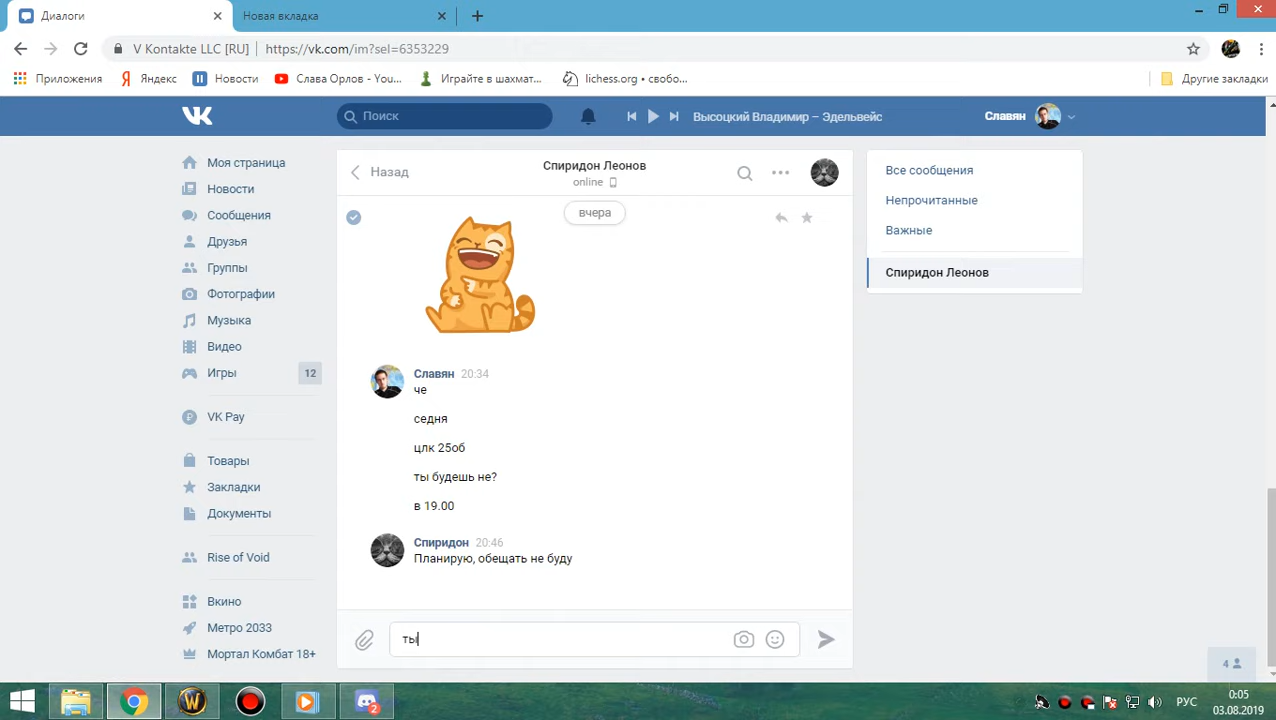 Диалоги
Новая вкладка
V Kontakte LLC [RU]
https://vk.com/im?sel=6353229
Приложения
Яндекс
Новости
Слава Орлов - You...
Играйте в шахмат...
lichess.org • свобо...
Другие закладки
Поиск
Высоцкий Владимир – Эдельвейс
Славян
Моя страница
Новости
Сообщения
Друзья
Группы
Фотографии
Музыка
Видео
Игры
12
VK Pay
Товары
Закладки
Документы
Rise of Void
Вкино
Метро 2033
Мортал Комбат 18+
Назад
Спиридон Леонов
online
вчера
Славян 20:34
че
седня
цлк 25об
ты будешь не?
в 19.00
Спиридон 20:46
Планирую, обещать не буду
ты
Все сообщения
Непрочитанные
Важные
Спиридон Леонов
4
2
РУС
0:05
03.08.2019